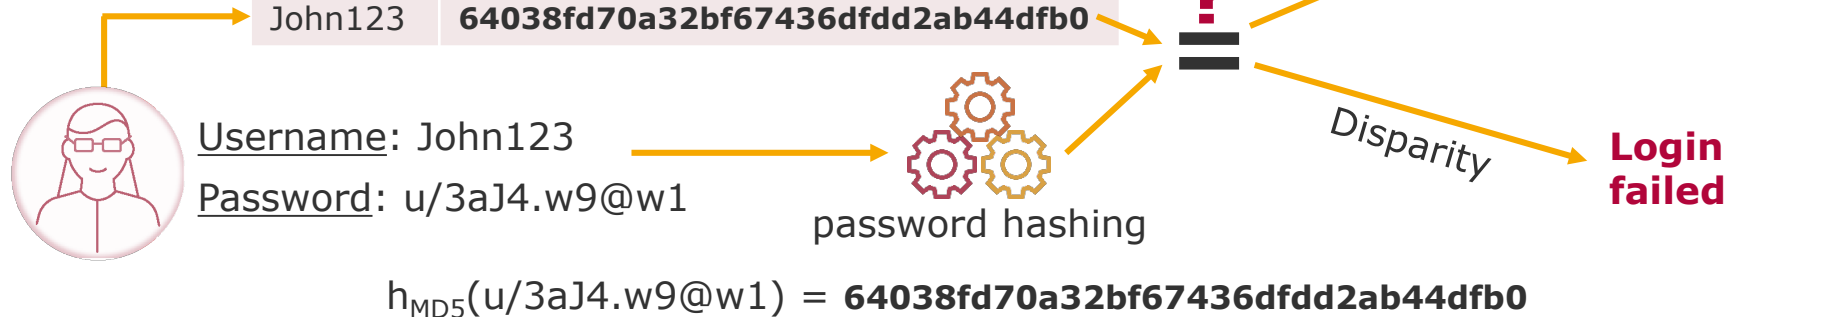 John123 64038fd70a32bf67436dfdd2ab44dfb0
Username: John123
Password: u/3aJ4.w9@w1
password hashing
Disparity
Login
failed
hMD5(u/3aJ4.w9@w1) = 64038fd70a32bf67436dfdd2ab44dfb0